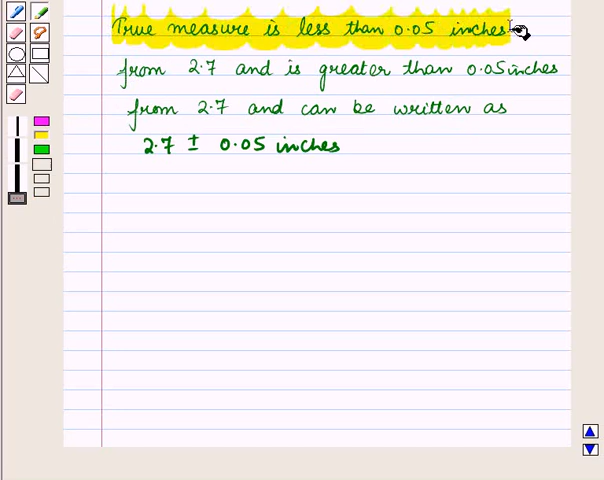 True measure is less than 0.05 inches
from 2.7 and is greater than 0.05 inches
from 2.7 and can be written as
2.7 ± 0.05 inches